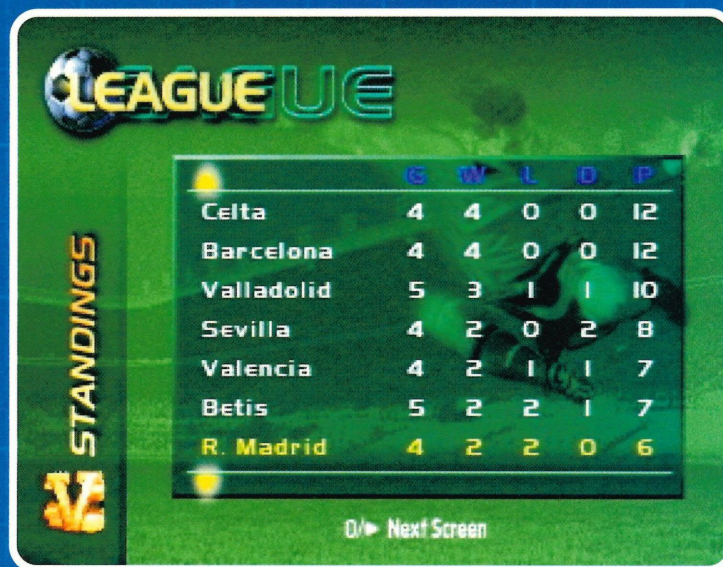 LEAGUE
STANDINGS
G W L D P
Celta 4 4 0 0 12
Barcelona 4 4 0 0 12
Valladolid 5 3 1 1 10
Sevilla 4 2 0 2 8
Valencia 4 2 1 1 7
Betis 5 2 2 1 7
R. Madrid 4 2 2 0 6
O/► Next Screen